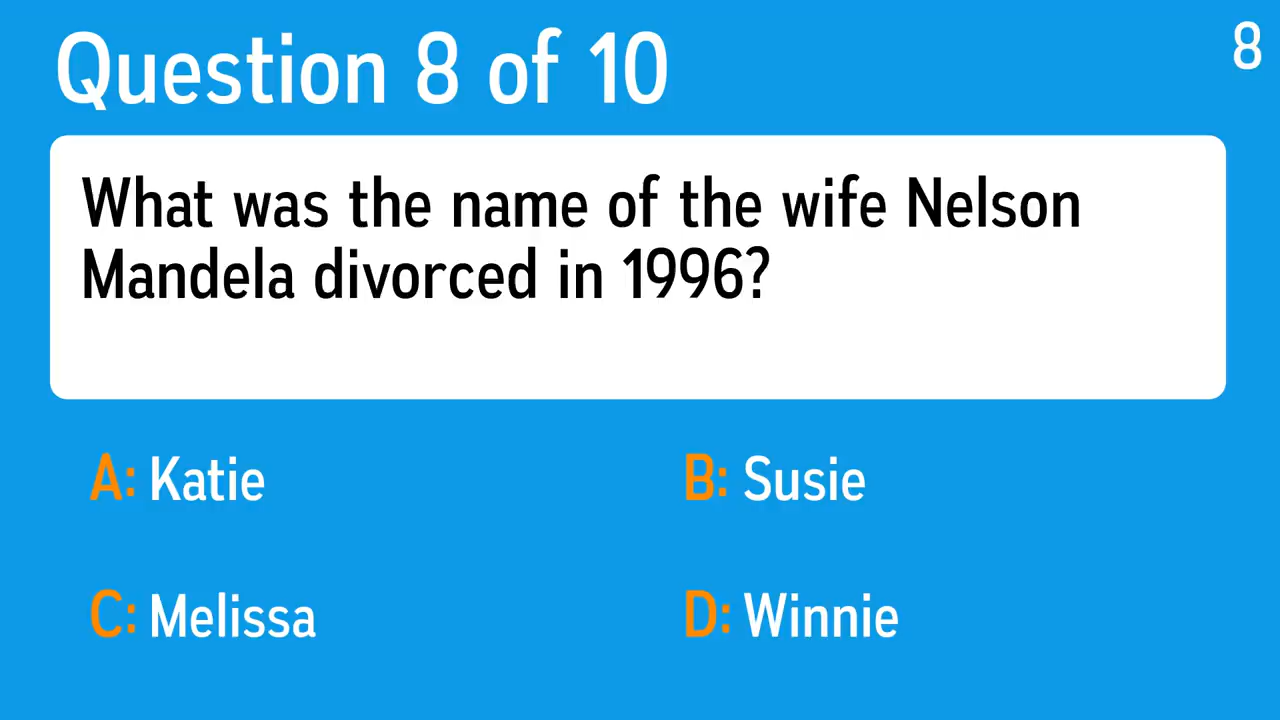 Question 8 of 10
8
What was the name of the wife Nelson
Mandela divorced in 1996?
A: Katie
B: Susie
C: Melissa
D: Winnie